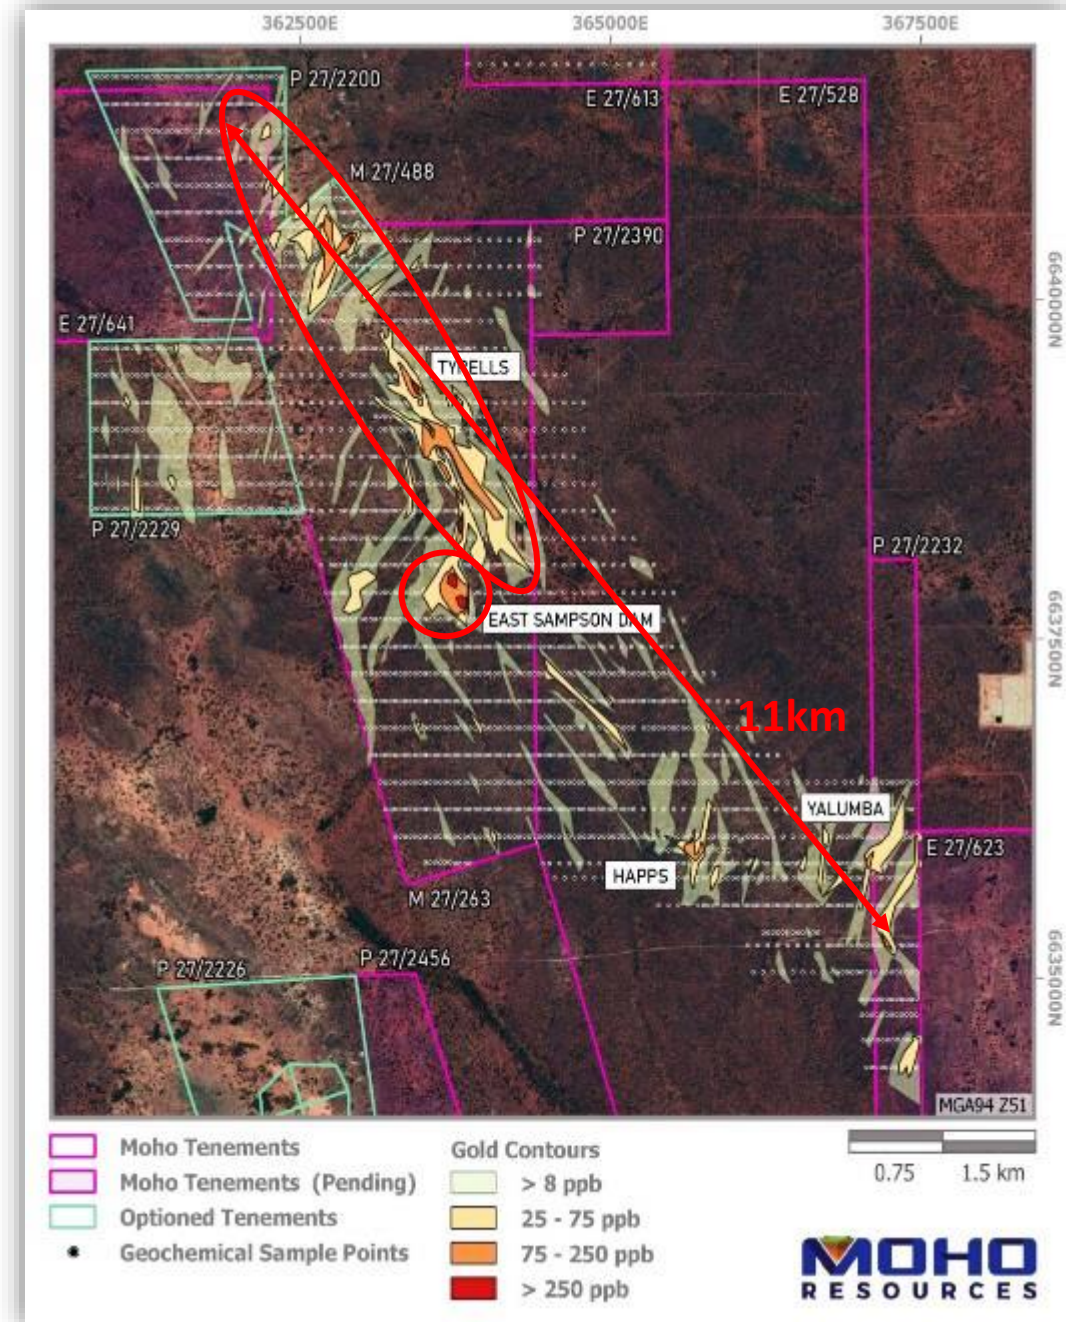 362500E
365000E
367500E
P 27/2200
E 27/613
E 27/528
M 27/488
P 27/2390
6640000N
E 27/641
TYRELLS
P 27/2229
P 27/2232
EAST SAMPSON DAM
6637500N
11km
YALUMBA
E 27/623
HAPPS
M 27/263
P 27/2456
P 27/2226
6635000N
MGA94 Z51
Moho Tenements
Moho Tenements (Pending)
Optioned Tenements
Geochemical Sample Points
Gold Contours
> 8 ppb
25 - 75 ppb
75 - 250 ppb
> 250 ppb
0.75
1.5 km
MOHO
RESOURCES